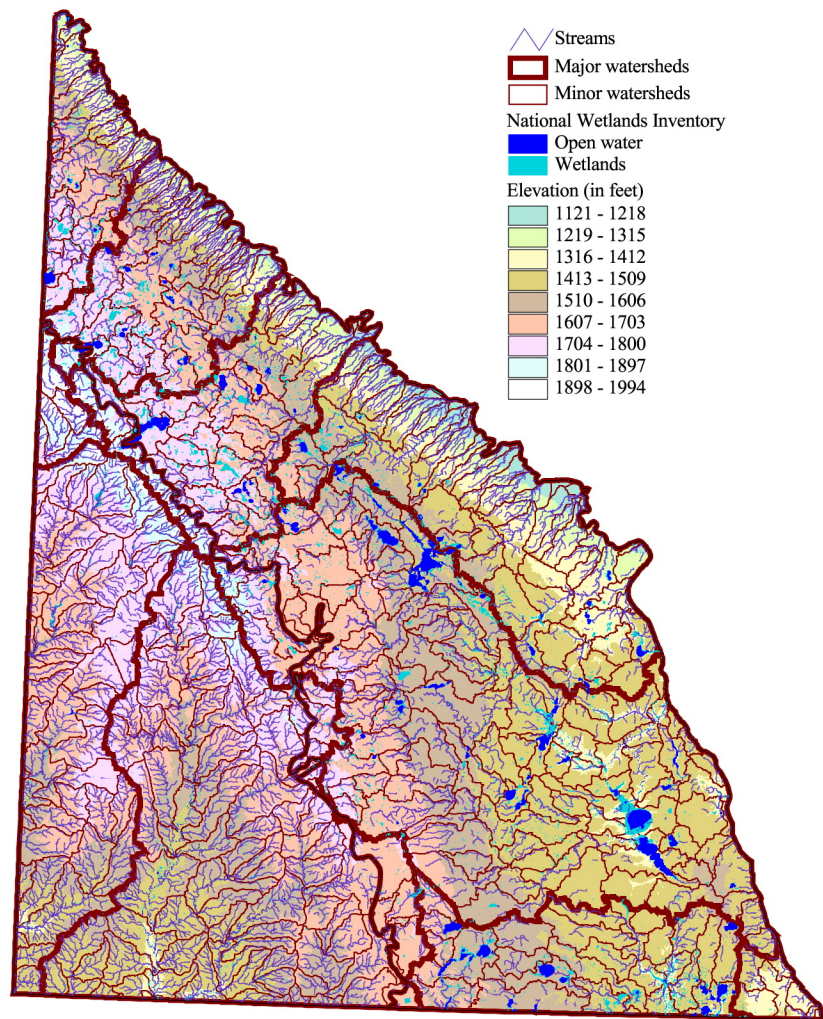 Streams
Major watersheds
Minor watersheds
National Wetlands Inventory
Open water
Wetlands
Elevation (in feet)
1121 - 1218
1219 - 1315
1316 - 1412
1413 - 1509
1510 - 1606
1607 - 1703
1704 - 1800
1801 - 1897
1898 - 1994